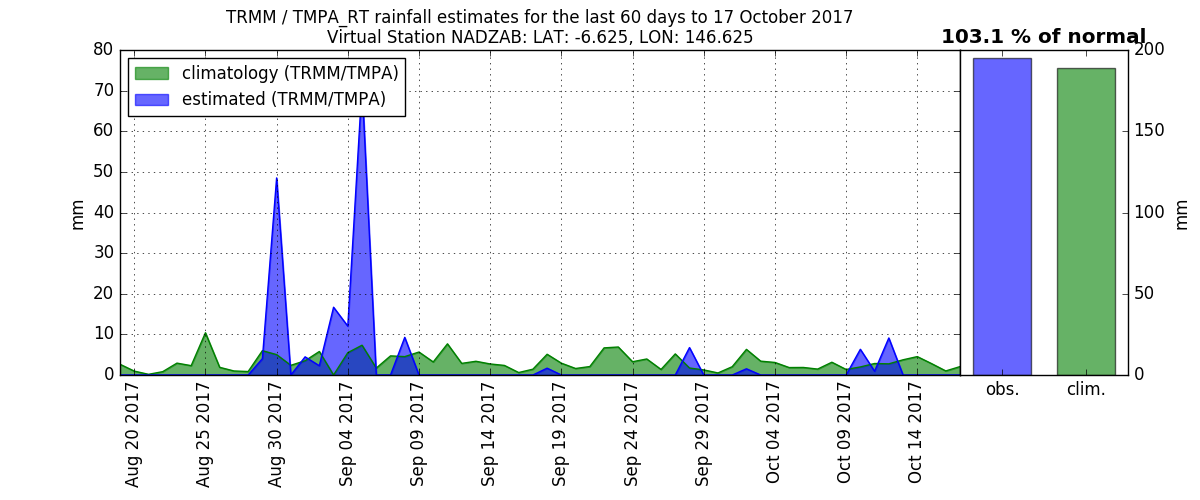 TRMM / TMPA_RT rainfall estimates for the last 60 days to 17 October 2017
Virtual Station NADZAB: LAT: -6.625, LON: 146.625
103.1 % of normal
climatology (TRMM/TMPA)
estimated (TRMM/TMPA)
mm
80
70
60
50
40
30
20
10
0
Aug 20 2017
Aug 25 2017
Aug 30 2017
Sep 04 2017
Sep 09 2017
Sep 14 2017
Sep 19 2017
Sep 24 2017
Sep 29 2017
Oct 04 2017
Oct 09 2017
Oct 14 2017
obs.
clim.
200
150
100
50
0
mm